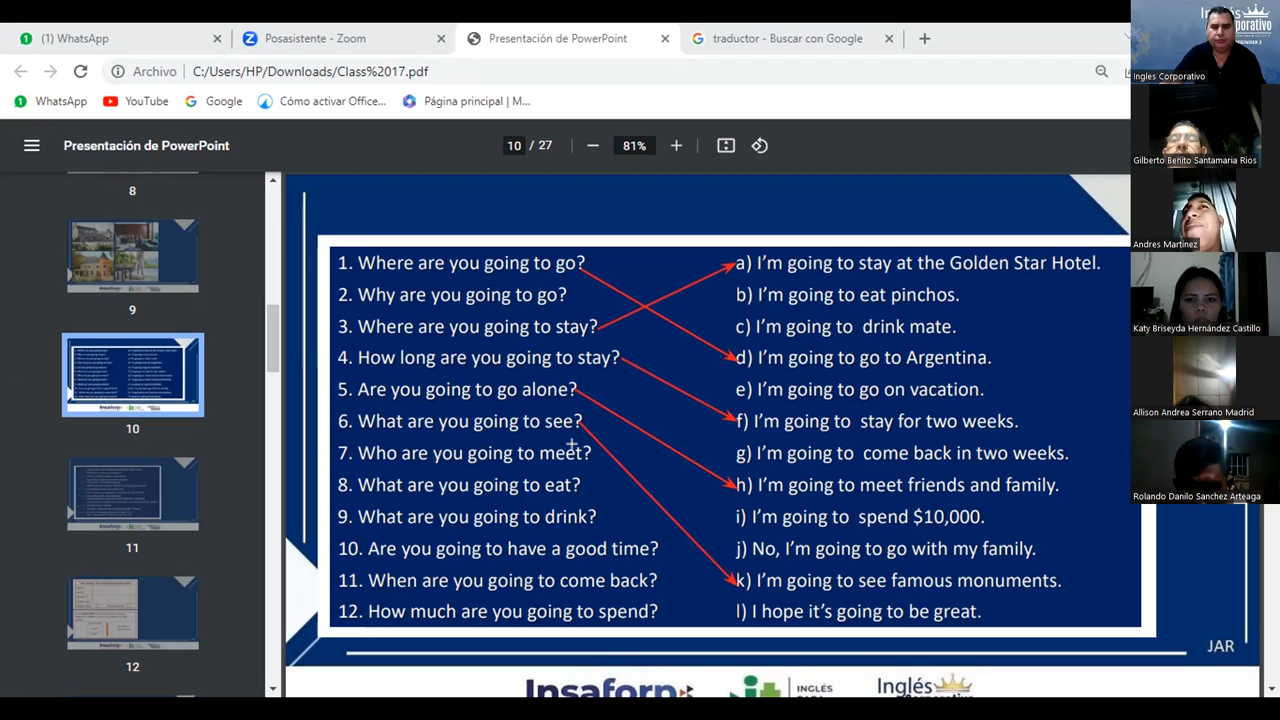 (1) WhatsApp
Posasistente - Zoom
Presentación de PowerPoint
traductor - Buscar con Google
Archivo C:/Users/HP/Downloads/Class%2017.pdf
WhatsApp YouTube Google Cómo activar Office... Página principal | M...
Presentación de PowerPoint
10 / 27
81%
8
9
10
11
12
1. Where are you going to go?
2. Why are you going to go?
3. Where are you going to stay?
4. How long are you going to stay?
5. Are you going to go alone?
6. What are you going to see?
7. Who are you going to meet?
8. What are you going to eat?
9. What are you going to drink?
10. Are you going to have a good time?
11. When are you going to come back?
12. How much are you going to spend?
a) I'm going to stay at the Golden Star Hotel.
b) I'm going to eat pinchos.
c) I'm going to drink mate.
d) I'm going to go to Argentina.
e) I'm going to go on vacation.
f) I'm going to stay for two weeks.
g) I'm going to come back in two weeks.
h) I'm going to meet friends and family.
i) I'm going to spend $10,000.
j) No, I'm going to go with my family.
k) I'm going to see famous monuments.
l) I hope it's going to be great.
JAR
Insaforp
INGLÉS
Inglés
Ingles Corporativo
Gilberto Benito Santamaria Rios
Andres Martinez
Katy Briseyda Hernández Castillo
Allison Andrea Serrano Madrid
Rolando Danilo Sanchez Arteaga